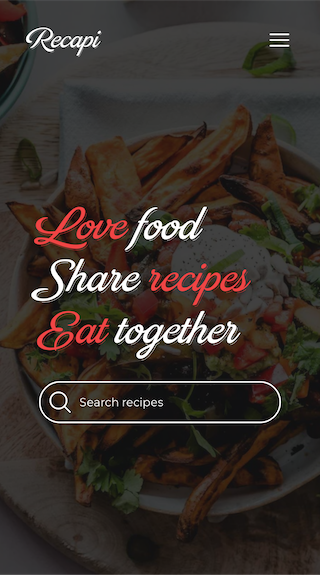 Recapi
Love food
Share recipes
Eat together
Search recipes